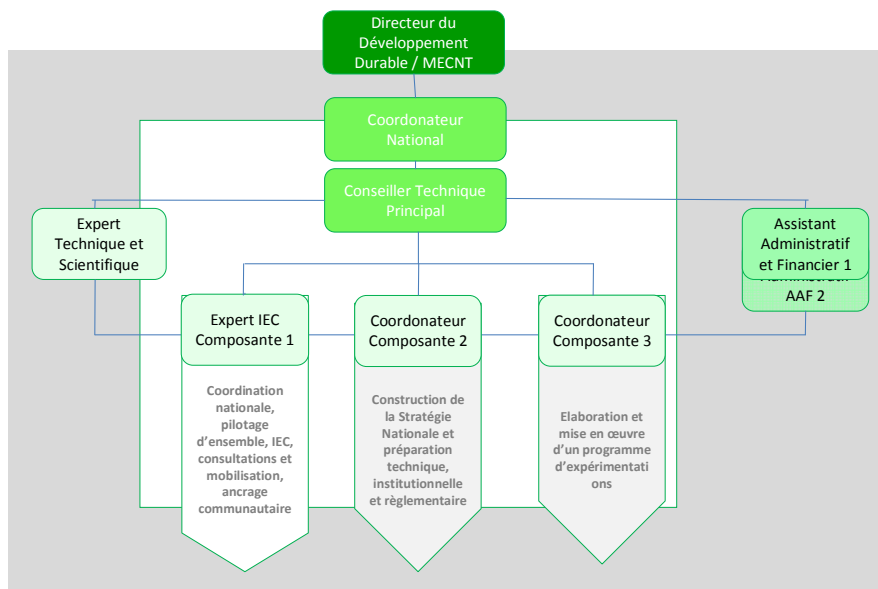 Directeur du
Développement
Durable / MECNT
Coordonateur
National
Conseiller Technique
Principal
Expert
Technique et
Scientifique
Assistant
Administratif
et Financier 1
AAF 2
Expert IEC
Composante 1
Coordonateur
Composante 2
Coordonateur
Composante 3
Coordination
nationale,
pilotage
d’ensemble, IEC,
consultations et
mobilisation,
ancrage
communautaire
Construction de
la Stratégie
Nationale et
préparation
technique,
institutionnelle
et règlementaire
Elaboration et
mise en œuvre
d’un programme
d’expérimentati
ons